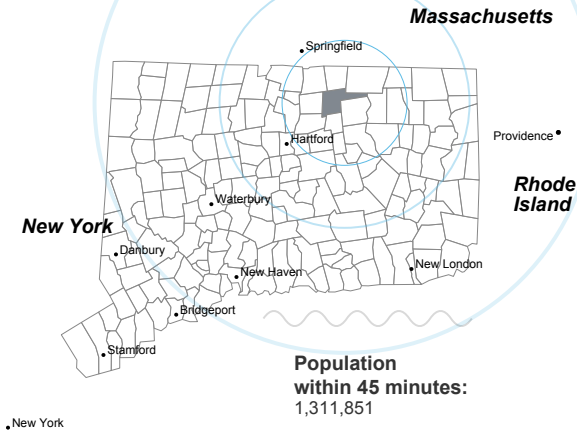 Massachusetts
Springfield
Hartford
Providence
Rhode
Island
Waterbury
New York
Danbury
New London
New Haven
Bridgeport
Stamford
Population
within 45 minutes:
1,311,851
New York